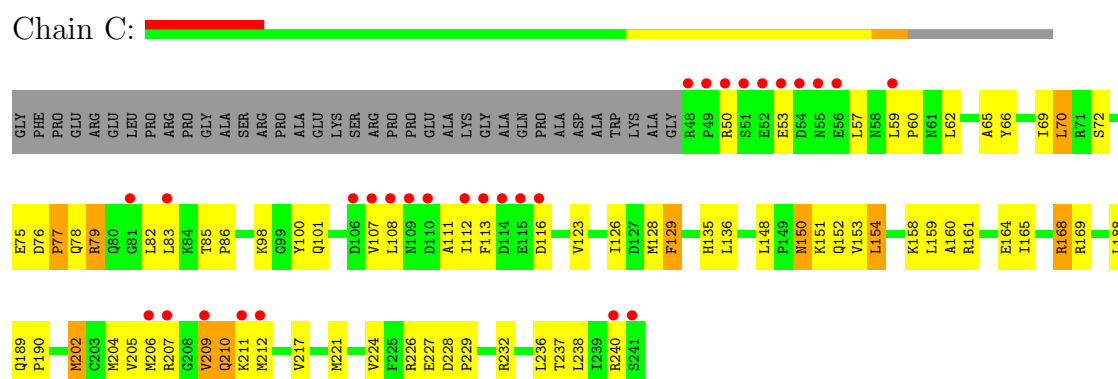 Chain C:
GLY PHE PRO GLU ARG GLU LEU PRO ARG PRO GLY ALA SER ARG PRO ALA GLU LYS SER ARG PRO PRO GLU ALA LYS GLY ALA GLN PRO ALA ASP ALA TRP LYS ALA GLY R48 P49 R50 S51 E52 E53 D54 N55 E56 L57 N58 L59 P60 N61 L62 A65 Y66 I69 L70 R71 S72
E75 D76 P77 Q78 R79 Q80 G81 L82 L83 K84 T85 P86 K98 G99 Y100 Q101 D106 V107 L108 N109 D110 A111 I112 F113 D114 E115 D116 V123 I126 D127 M128 F129 H135 L136 L148 P149 N150 K151 Q152 V153 L154 K158 L159 A160 R161 E164 I165 R168 R169 L188
Q189 P190 M202 C203 M204 V205 M206 R207 G208 V209 Q210 K211 M212 V217 M221 V224 F225 R226 E227 D228 P229 R232 L236 T237 L238 I239 R240 S241